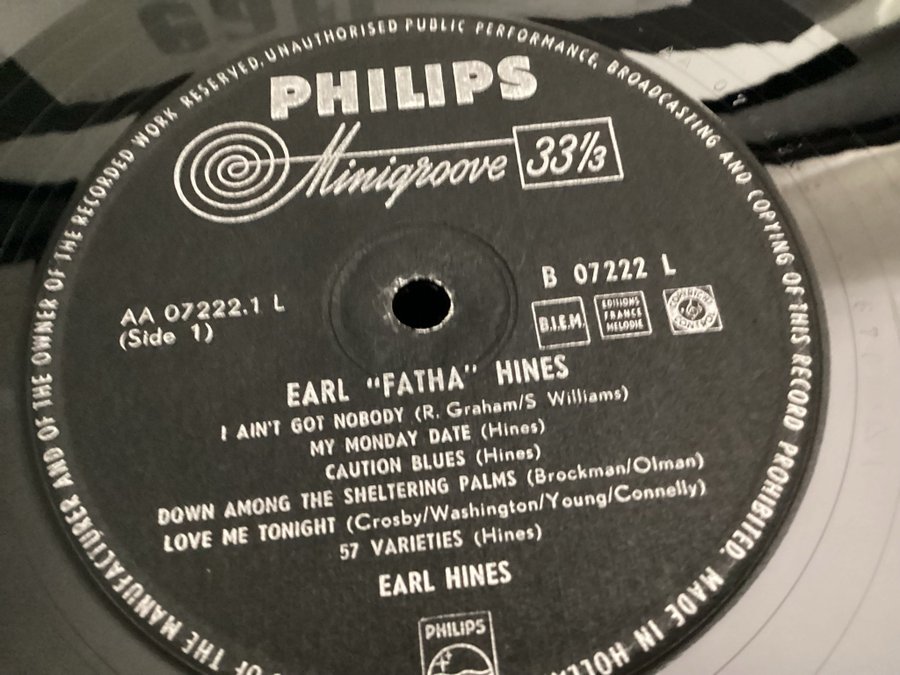 OF THE MANUFACTURER AND OF THE OWNER OF THE RECORDED WORK RESERVED. UNAUTHORISED PUBLIC PERFORMANCE, BROADCASTING AND COPYING OF THIS RECORD PROHIBITED. MADE IN HOLLA
PHILIPS
Minigroove 33⅓
B 07222 L
AA 07222.1 L
(Side 1)
B.I.E.M.
EDITIONS
FRANCE
MELODIE
COPYRIGHT
CONTROL
EARL "FATHA" HINES
I AIN'T GOT NOBODY (R. Graham/S Williams)
MY MONDAY DATE (Hines)
CAUTION BLUES (Hines)
DOWN AMONG THE SHELTERING PALMS (Brockman/Olman)
LOVE ME TONIGHT (Crosby/Washington/Young/Connelly)
57 VARIETIES (Hines)
EARL HINES
PHILIPS